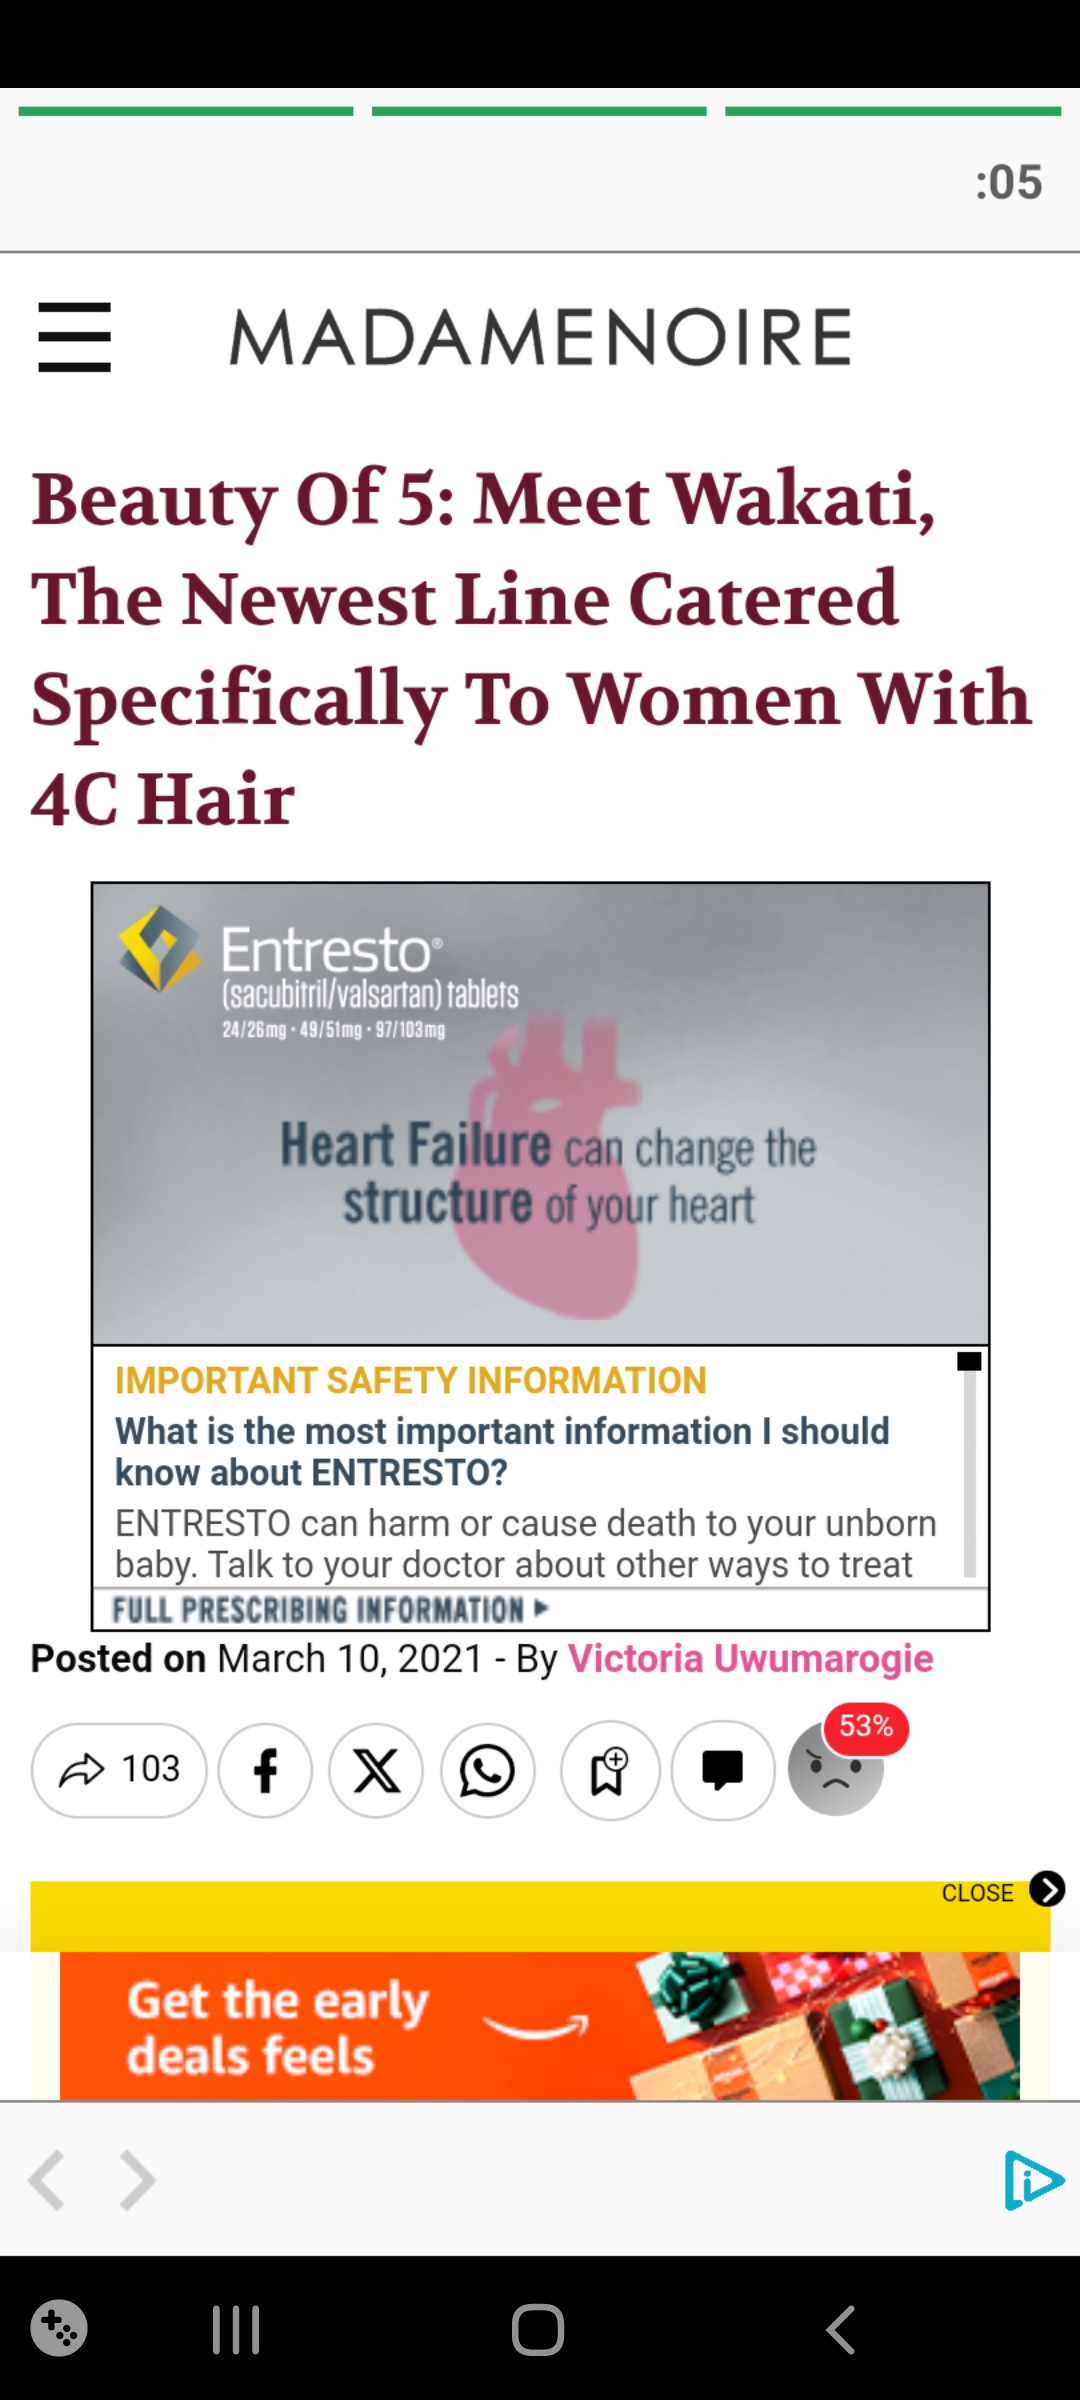 :05
MADAMENOIRE
Beauty Of 5: Meet Wakati,
The Newest Line Catered
Specifically To Women With
4C Hair
Entresto®
(sacubitril/valsartan) tablets
24/26mg · 49/51mg · 97/103mg
Heart Failure can change the
structure of your heart
IMPORTANT SAFETY INFORMATION
What is the most important information I should
know about ENTRESTO?
ENTRESTO can harm or cause death to your unborn
baby. Talk to your doctor about other ways to treat
FULL PRESCRIBING INFORMATION
Posted on March 10, 2021 - By Victoria Uwumarogie
103
53%
CLOSE
Get the early
deals feels